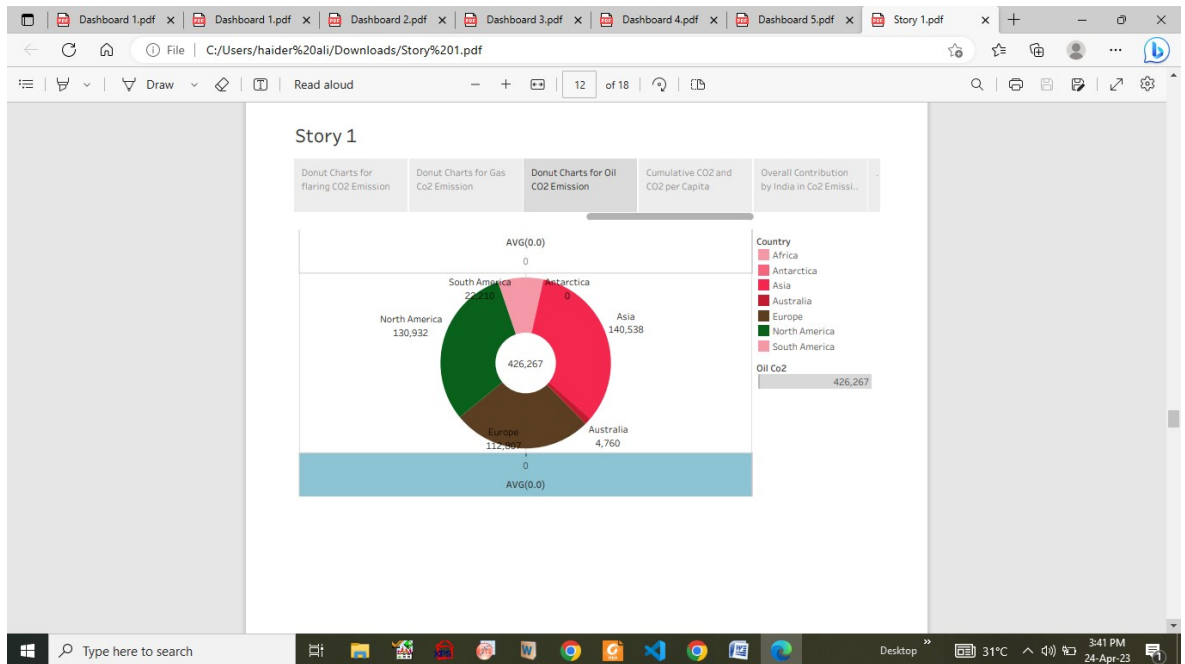 Dashboard 1.pdf
Dashboard 1.pdf
Dashboard 2.pdf
Dashboard 3.pdf
Dashboard 4.pdf
Dashboard 5.pdf
Story 1.pdf
File
C:/Users/haider%20ali/Downloads/Story%201.pdf
Draw
Read aloud
12 of 18
Story 1
Donut Charts for
flaring CO2 Emission
Donut Charts for Gas
Co2 Emission
Donut Charts for Oil
CO2 Emission
Cumulative CO2 and
CO2 per Capita
Overall Contribution
by India in Co2 Emissi..
AVG(0.0)
0
South America
22,210
Antarctica
0
Asia
140,538
North America
130,932
426,267
Europe
112,807
Australia
4,760
0
AVG(0.0)
Country
Africa
Antarctica
Asia
Australia
Europe
North America
South America
Oil Co2
426,267
Type here to search
Desktop
31°C
3:41 PM
24-Apr-23